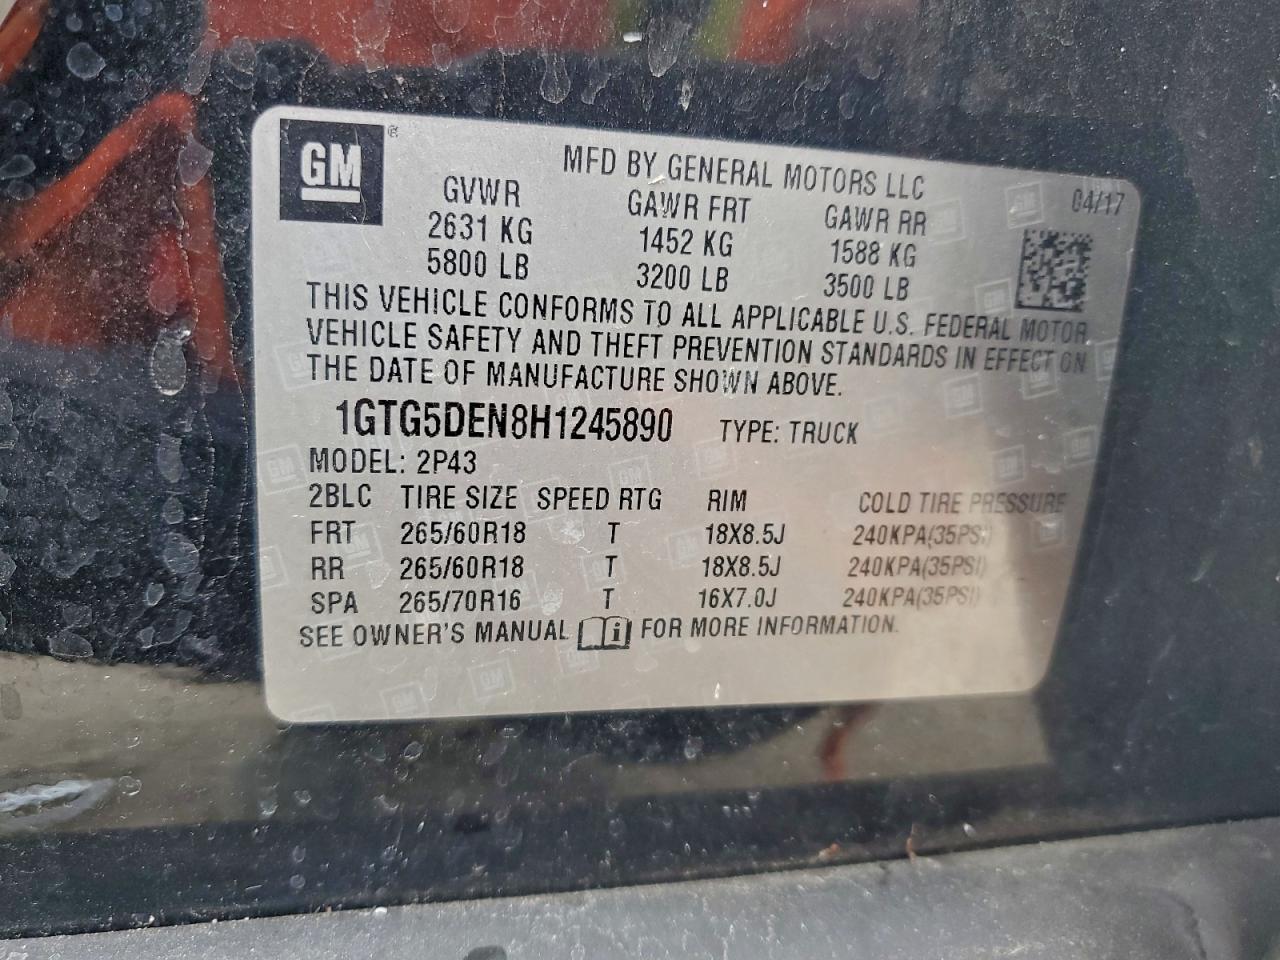 GM ®
MFD BY GENERAL MOTORS LLC
04/17
GVWR GAWR FRT GAWR RR
2631 KG 1452 KG 1588 KG
5800 LB 3200 LB 3500 LB
THIS VEHICLE CONFORMS TO ALL APPLICABLE U.S. FEDERAL MOTOR
VEHICLE SAFETY AND THEFT PREVENTION STANDARDS IN EFFECT ON
THE DATE OF MANUFACTURE SHOWN ABOVE.
1GTG5DEN8H1245890 TYPE: TRUCK
MODEL: 2P43
2BLC TIRE SIZE SPEED RTG RIM COLD TIRE PRESSURE
FRT 265/60R18 T 18X8.5J 240KPA(35PSI)
RR 265/60R18 T 18X8.5J 240KPA(35PSI)
SPA 265/70R16 T 16X7.0J 240KPA(35PSI)
SEE OWNER'S MANUAL i FOR MORE INFORMATION.